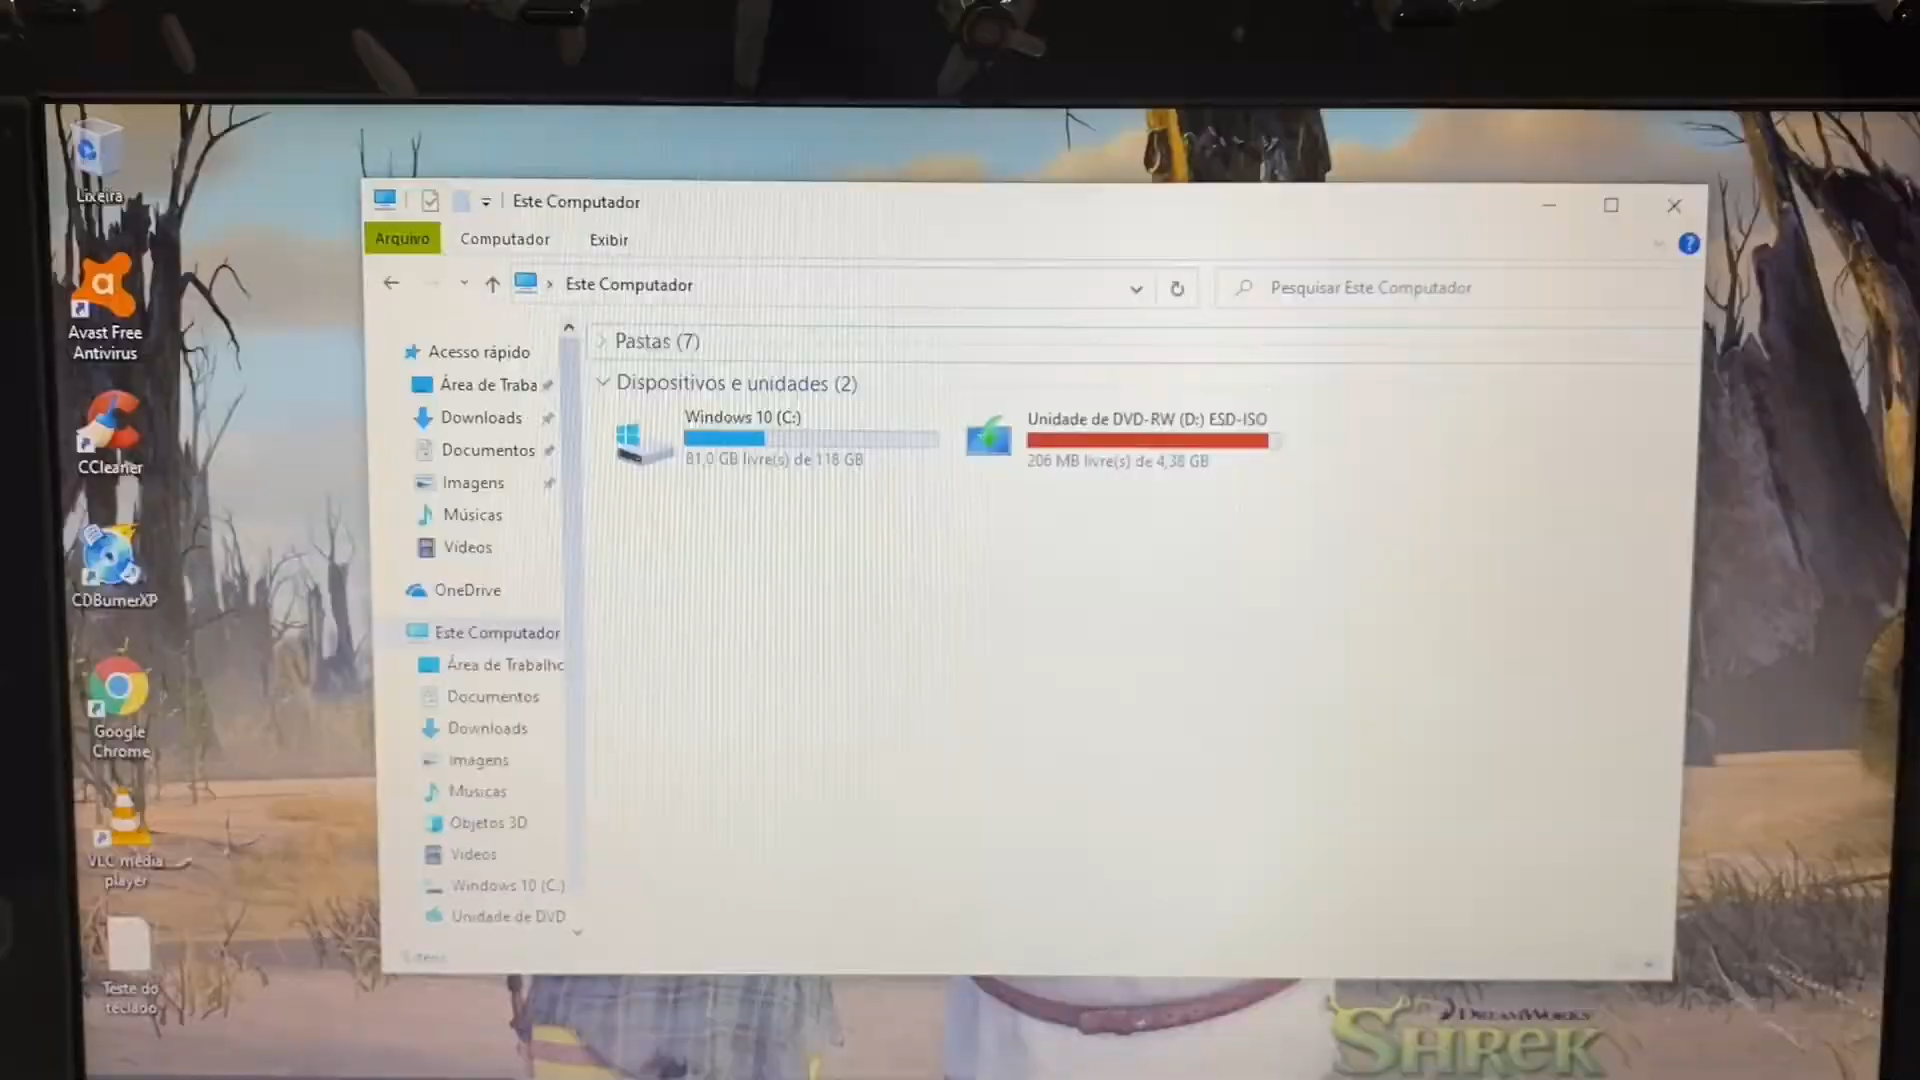 Lixeira
Avast Free
Antivirus
CCleaner
CDBurnerXP
Google
Chrome
VLC media
player
Teste do
teclado
Este Computador
Arquivo
Computador
Exibir
Este Computador
Pesquisar Este Computador
Acesso rápido
Área de Traba
Downloads
Documentos
Imagens
Músicas
Vídeos
OneDrive
Este Computador
Área de Trabalho
Documentos
Downloads
Imagens
Músicas
Objetos 3D
Vídeos
Windows 10 (C:)
Unidade de DVD
Pastas (7)
Dispositivos e unidades (2)
Windows 10 (C:)
81,0 GB livre(s) de 118 GB
Unidade de DVD-RW (D:) ESD-ISO
206 MB livre(s) de 4,38 GB
DREAMWORKS
SHREK